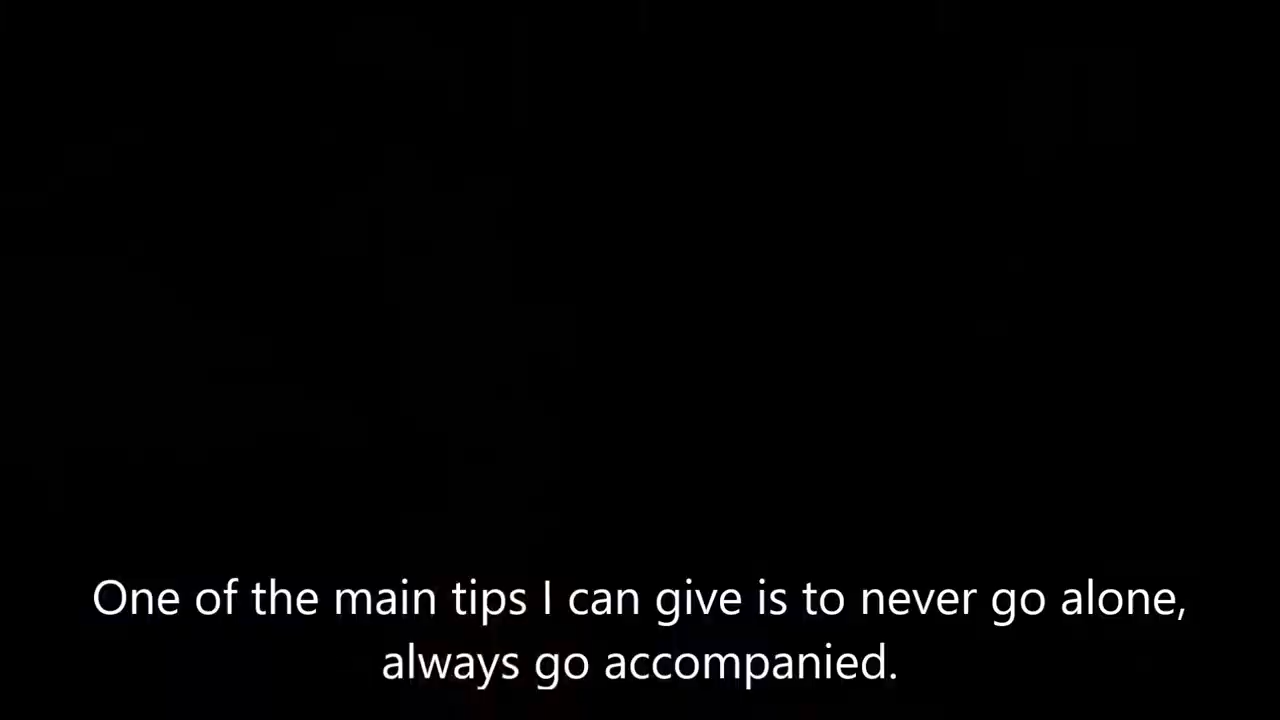 One of the main tips I can give is to never go alone,
always go accompanied.